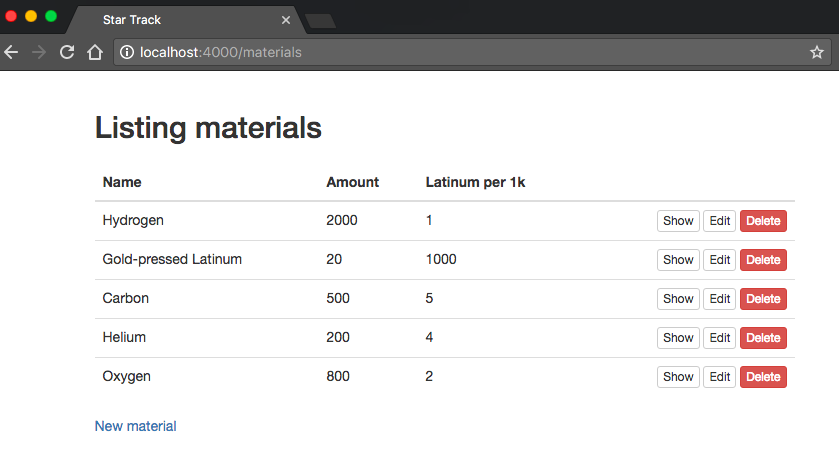 Star Track
localhost:4000/materials
Listing materials
Name Amount Latinum per 1k
Hydrogen 2000 1 Show Edit Delete
Gold-pressed Latinum 20 1000 Show Edit Delete
Carbon 500 5 Show Edit Delete
Helium 200 4 Show Edit Delete
Oxygen 800 2 Show Edit Delete
New material